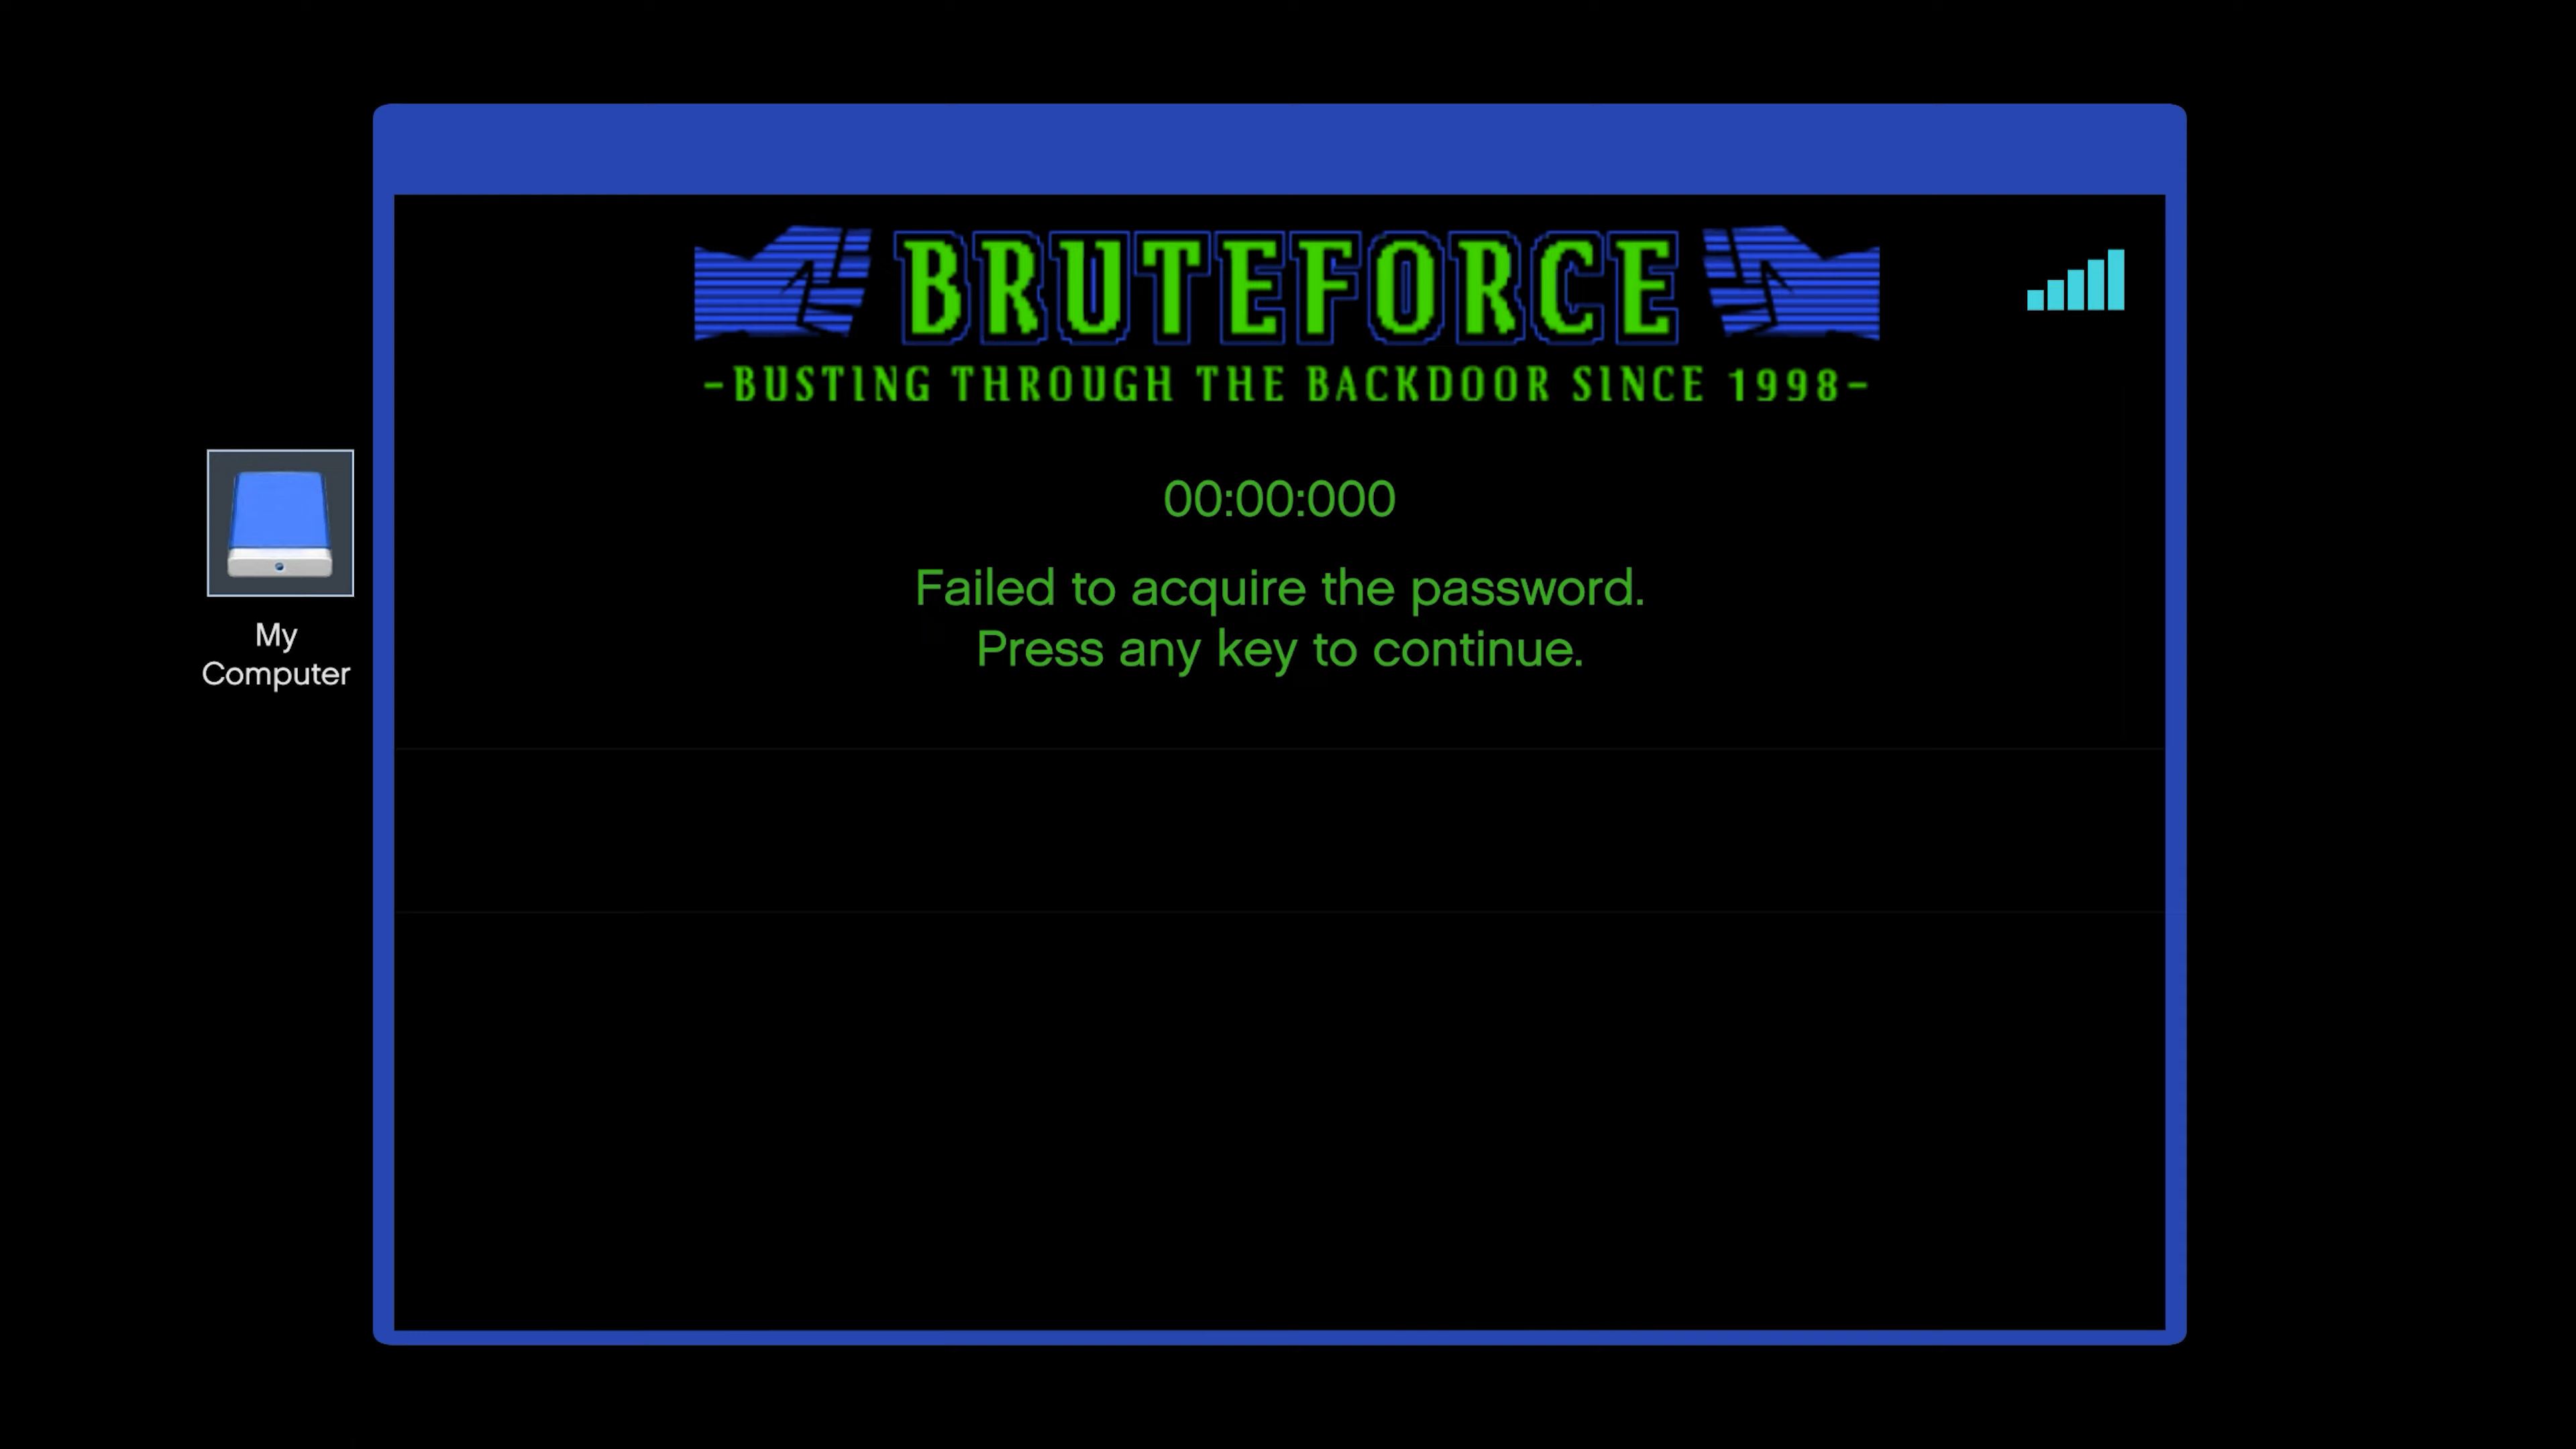 BRUTEFORCE
-BUSTING THROUGH THE BACKDOOR SINCE 1998-
00:00:000
Failed to acquire the password.
Press any key to continue.
My
Computer